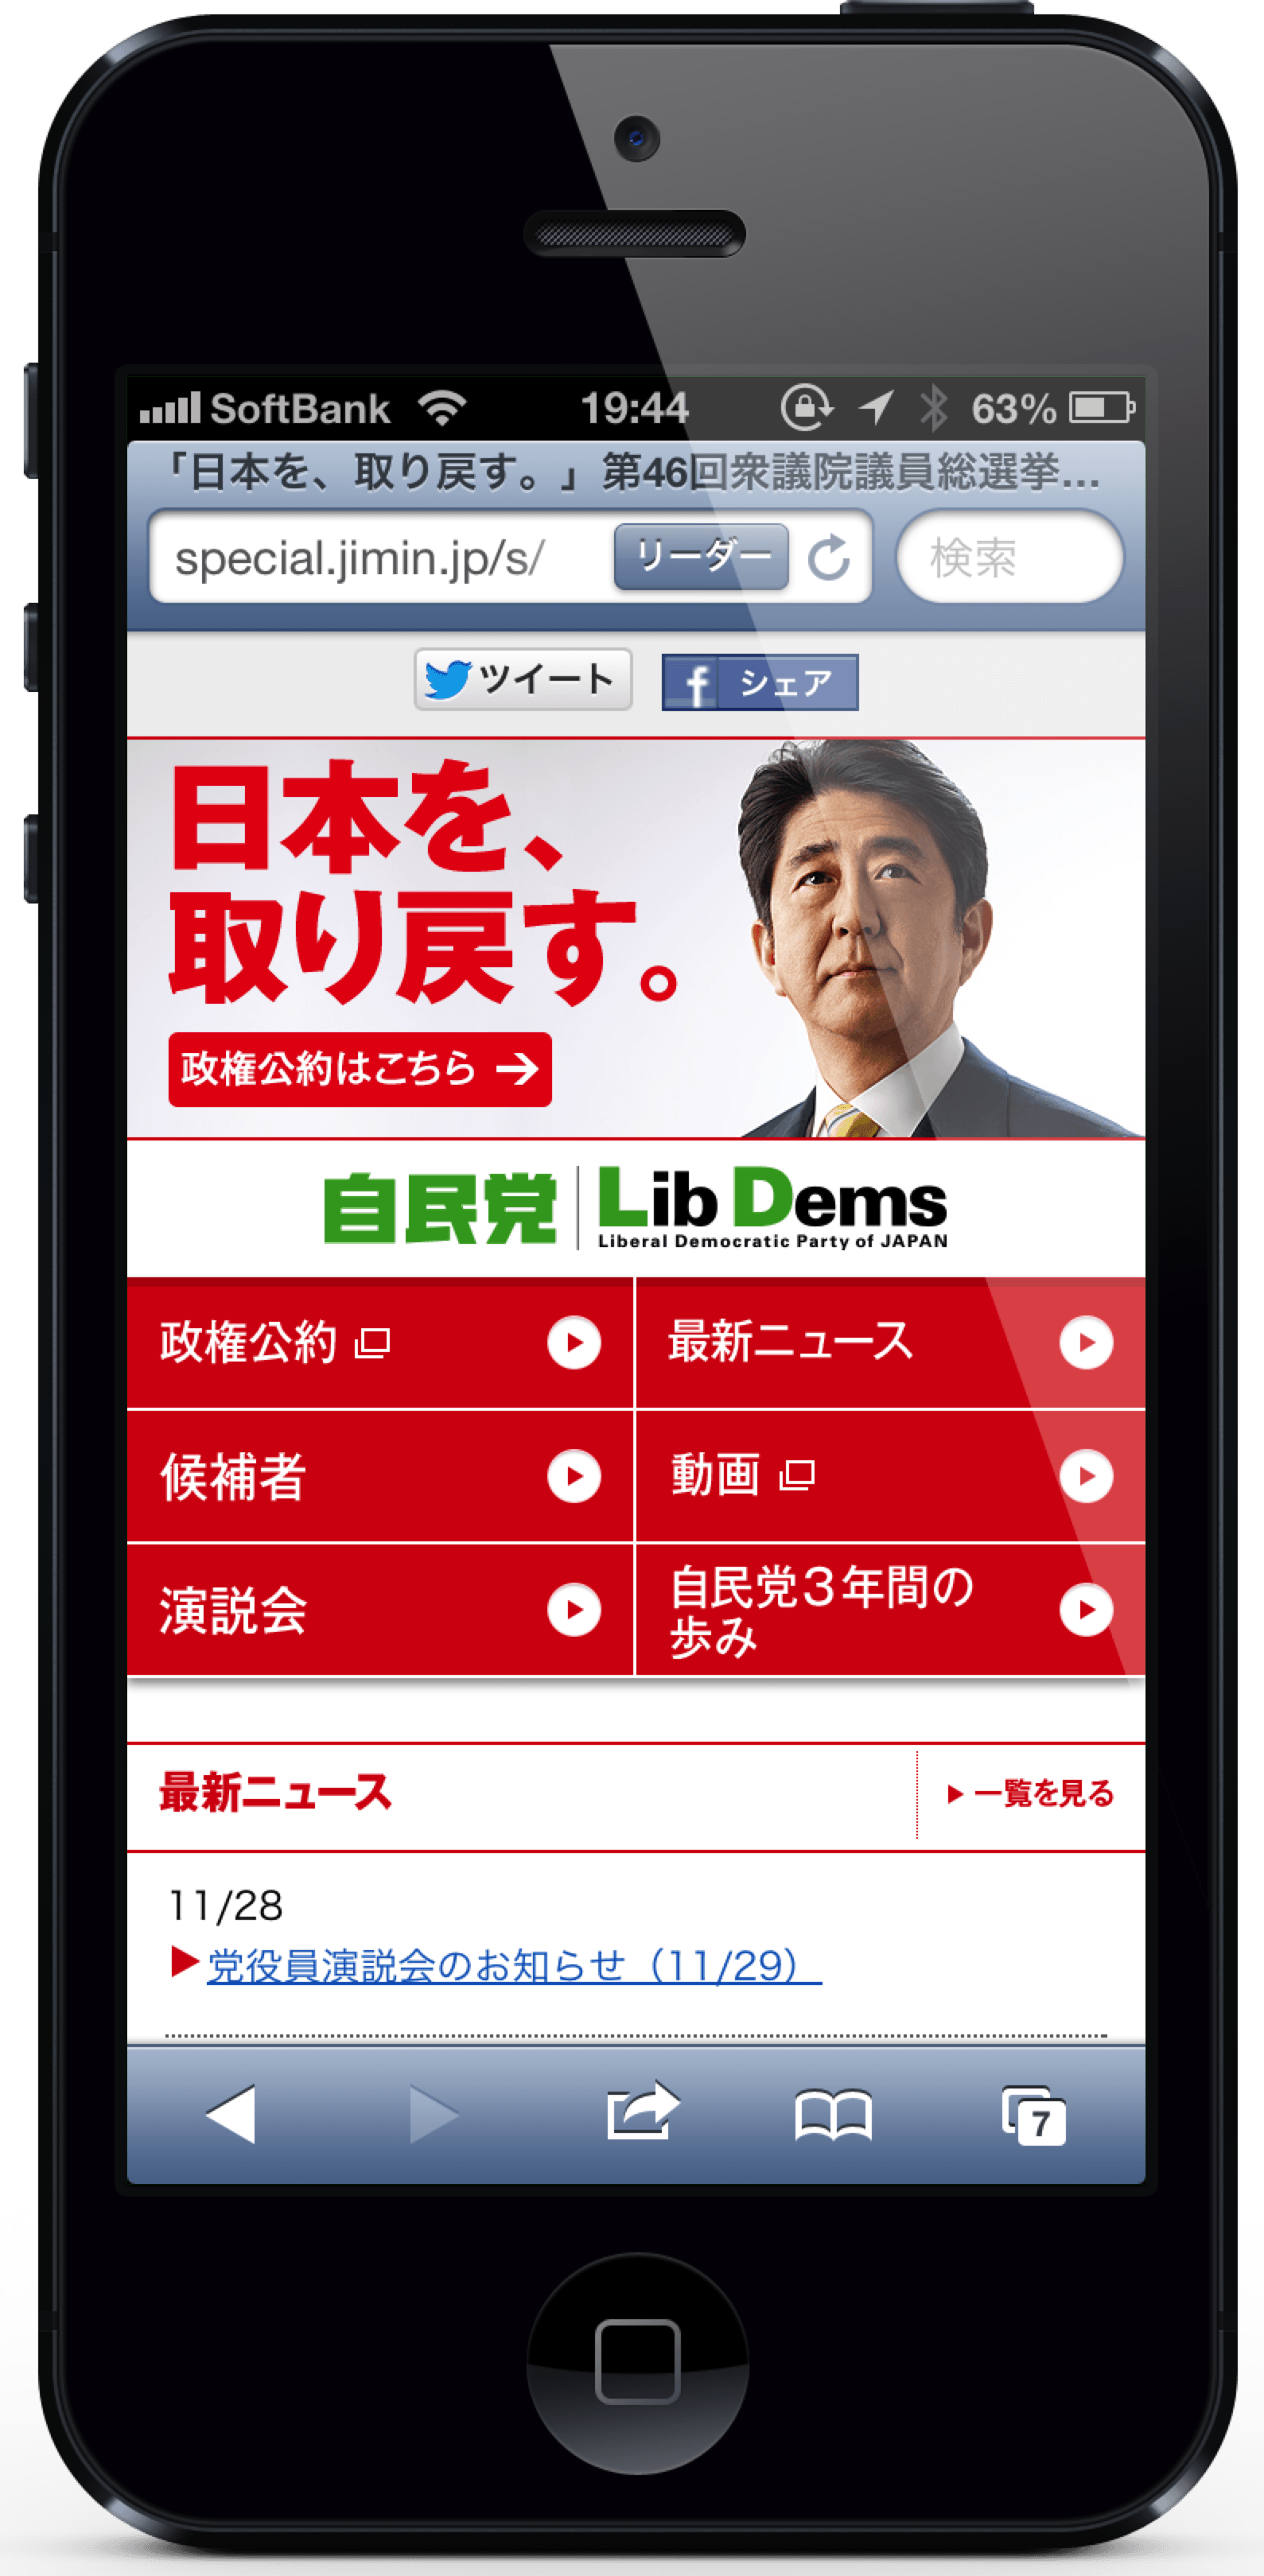 SoftBank 19:44 63%
「日本を、取り戻す。」第46回衆議院議員総選挙...
special.jimin.jp/s/ リーダー 検索
ツイート f シェア
日本を、
取り戻す。
政権公約はこちら
自民党 Lib Dems
Liberal Democratic Party of JAPAN
政権公約 最新ニュース
候補者 動画
演説会 自民党3年間の
歩み
最新ニュース 一覧を見る
11/28
党役員演説会のお知らせ（11/29）
7